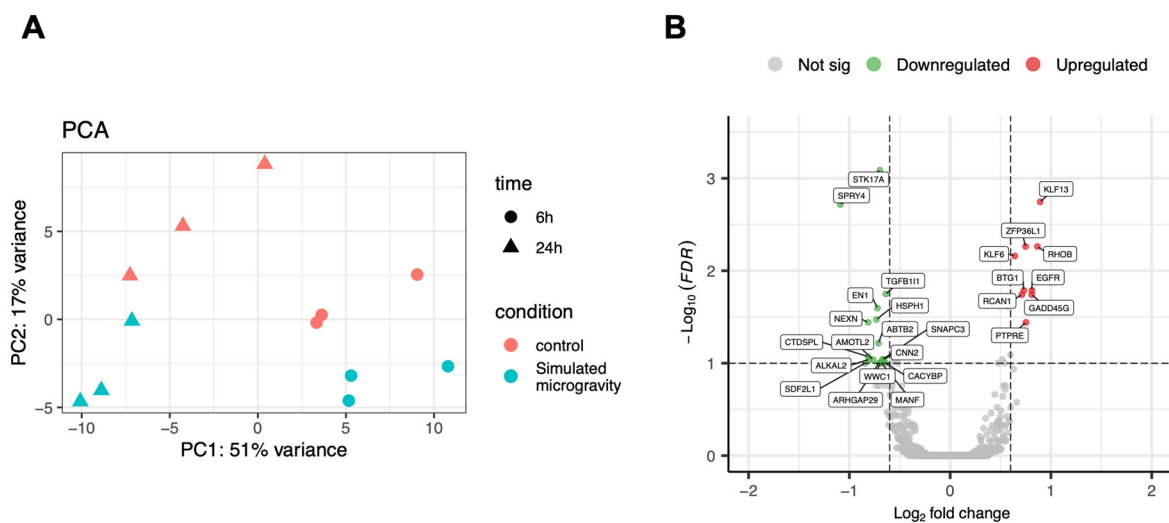 A
PCA
5
0
−5
−10
−5
0
5
10
PC1: 51% variance
PC2: 17% variance
time
6h
24h
condition
control
Simulated
microgravity
B
Not sig
Downregulated
Upregulated
−Log10 (FDR)
3
2
1
0
−2
−1
0
1
2
Log2 fold change
STK17A
SPRY4
KLF13
ZFP36L1
KLF6
RHOB
TGFB1I1
BTG1
EGFR
EN1
HSPH1
RCAN1
GADD45G
NEXN
ABTB2
SNAPC3
PTPRE
CTDSPL
AMOTL2
CNN2
ALKAL2
WWC1
CACYBP
SDF2L1
ARHGAP29
MANF